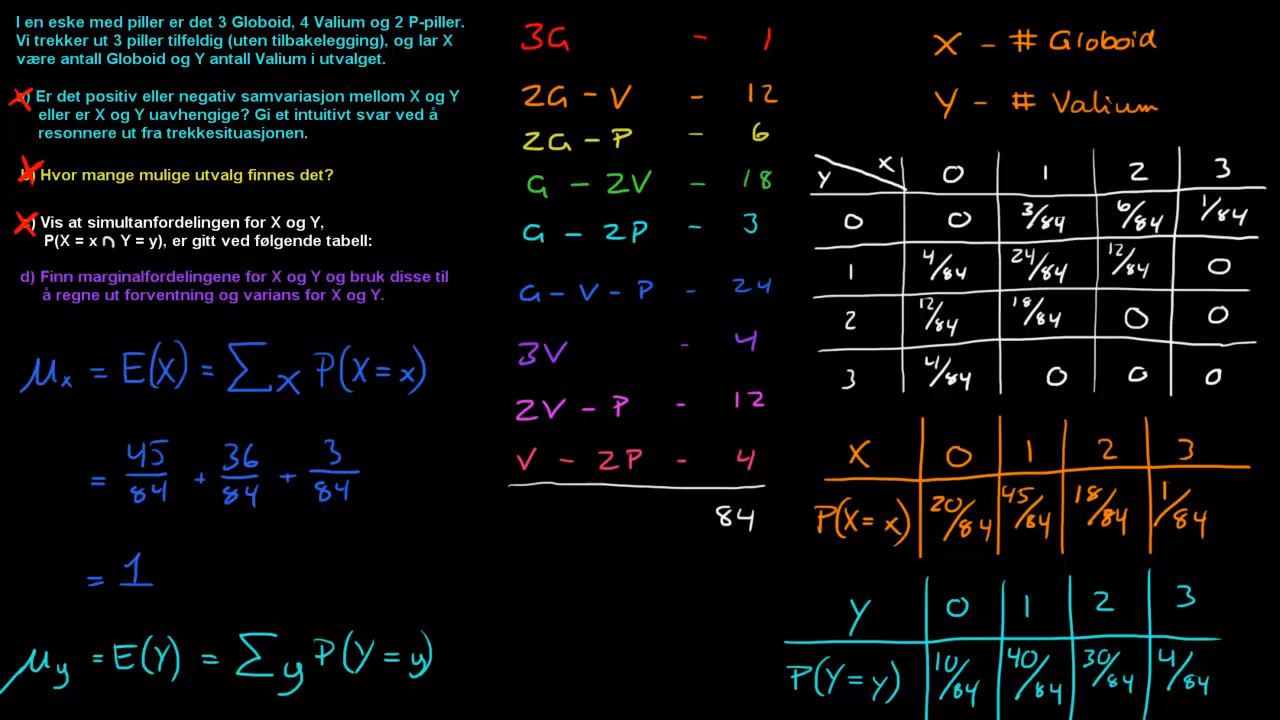 I en eske med piller er det 3 Globoid, 4 Valium og 2 P-piller.
Vi trekker ut 3 piller tilfeldig (uten tilbakelegging), og lar X
være antall Globoid og Y antall Valium i utvalget.
a) Er det positiv eller negativ samvariasjon mellom X og Y
eller er X og Y uavhengige? Gi et intuitivt svar ved å
resonnere ut fra trekkesituasjonen.
b) Hvor mange mulige utvalg finnes det?
c) Vis at simultanfordelingen for X og Y,
P(X = x ∩ Y = y), er gitt ved følgende tabell:
d) Finn marginalfordelingene for X og Y og bruk disse til
å regne ut forventning og varians for X og Y.
μx = E(X) = ∑x P(X = x)
= 45/84 + 36/84 + 3/84
= 1
μy = E(Y) = ∑y P(Y = y)
3G - 1
2G - V - 12
2G - P - 6
G - 2V - 18
G - 2P - 3
G - V - P - 24
3V - 4
2V - P - 12
V - 2P - 4
84
X - # Globoid
Y - # Valium
Y X 0 1 2 3
0 0 3/84 6/84 1/84
1 4/84 24/84 12/84 0
2 12/84 18/84 0 0
3 4/84 0 0 0
X 0 1 2 3
P(X = x) 20/84 45/84 18/84 1/84
Y 0 1 2 3
P(Y = y) 10/84 40/84 30/84 4/84